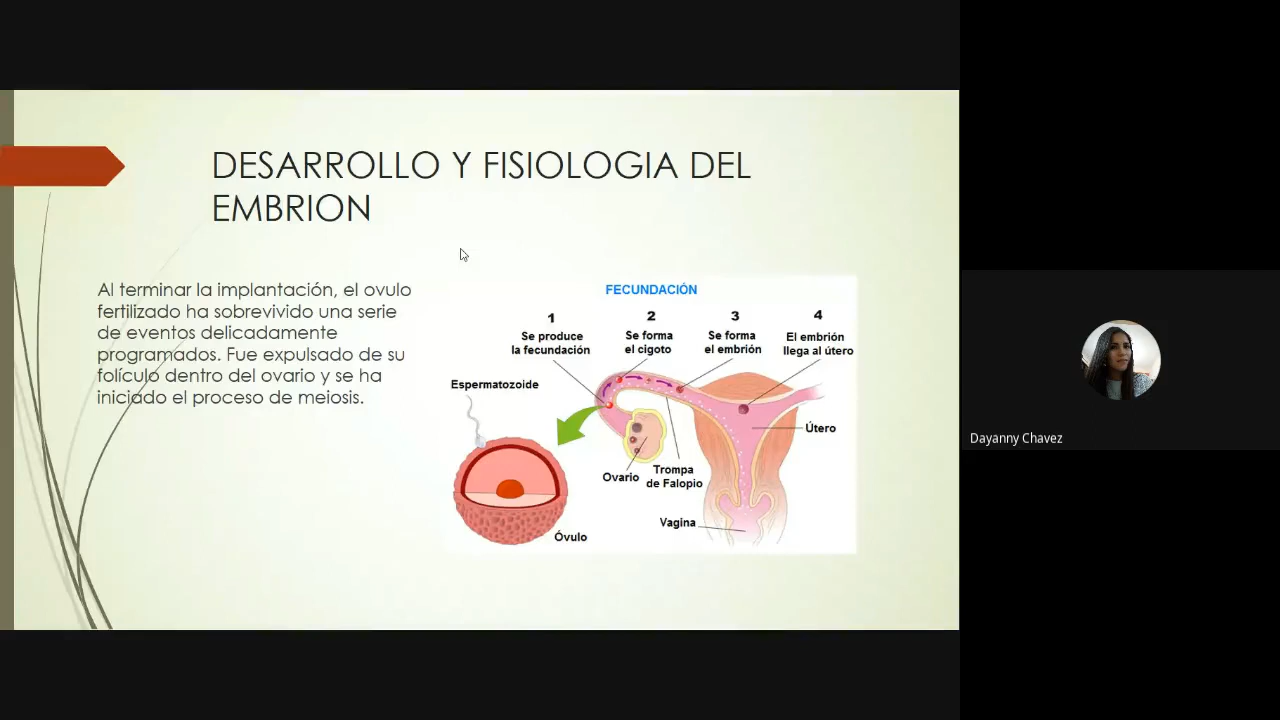 DESARROLLO Y FISIOLOGIA DEL
EMBRION
Al terminar la implantación, el ovulo
fertilizado ha sobrevivido una serie
de eventos delicadamente
programados. Fue expulsado de su
folículo dentro del ovario y se ha
iniciado el proceso de meiosis.
FECUNDACIÓN
1
Se produce
la fecundación
2
Se forma
el cigoto
3
Se forma
el embrión
4
El embrión
llega al útero
Espermatozoide
Útero
Ovario
Trompa
de Falopio
Vagina
Óvulo
Dayanny Chavez